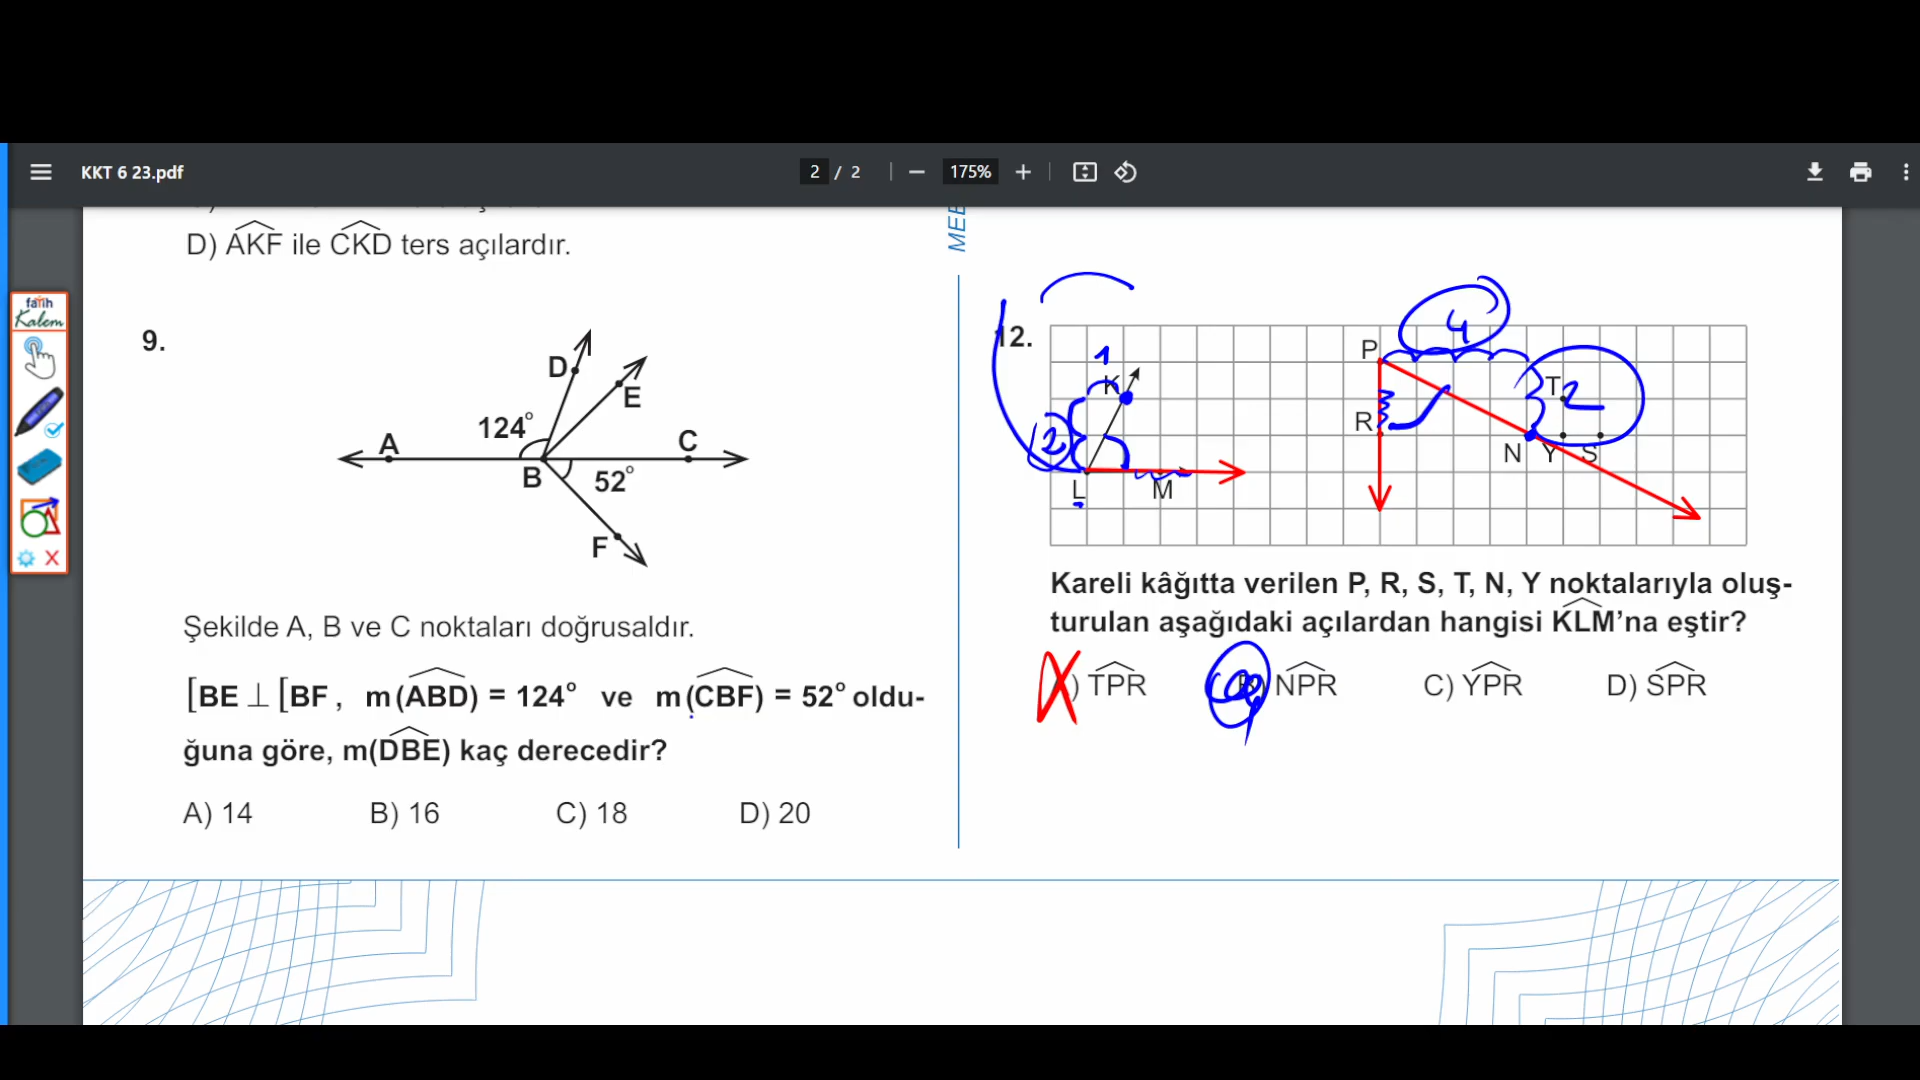 KKT 6 23.pdf
2 / 2
175%
fatih
Kalem
MEB
D) AKF ile CKD ters açılardır.
9.
D
E
124°
A
C
B
52°
F
Şekilde A, B ve C noktaları doğrusaldır.
[BE ⊥ [BF , m(ABD) = 124° ve m(CBF) = 52° oldu-
ğuna göre, m(DBE) kaç derecedir?
A) 14 B) 16 C) 18 D) 20
12.
1
K
2
L
M
4
P
R
T
2
N Y S
Kareli kâğıtta verilen P, R, S, T, N, Y noktalarıyla oluş-
turulan aşağıdaki açılardan hangisi KLM’na eştir?
) TPR B) NPR C) YPR D) SPR